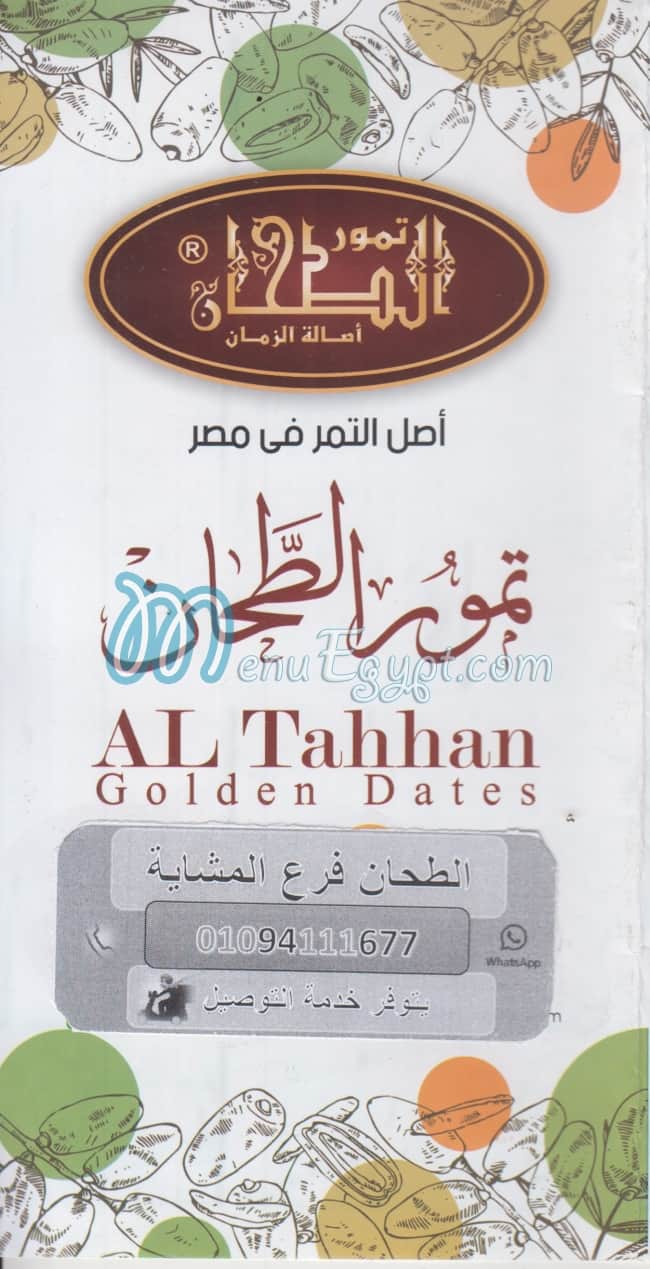 تمور
الطحان
®
أصالة الزمان
أصل التمر فى مصر
تمور الطحان
MenuEgypt.com
AL Tahhan
Golden Dates
الطحان فرع المشاية
01094111677
WhatsApp
يتوفر خدمة التوصيل
m